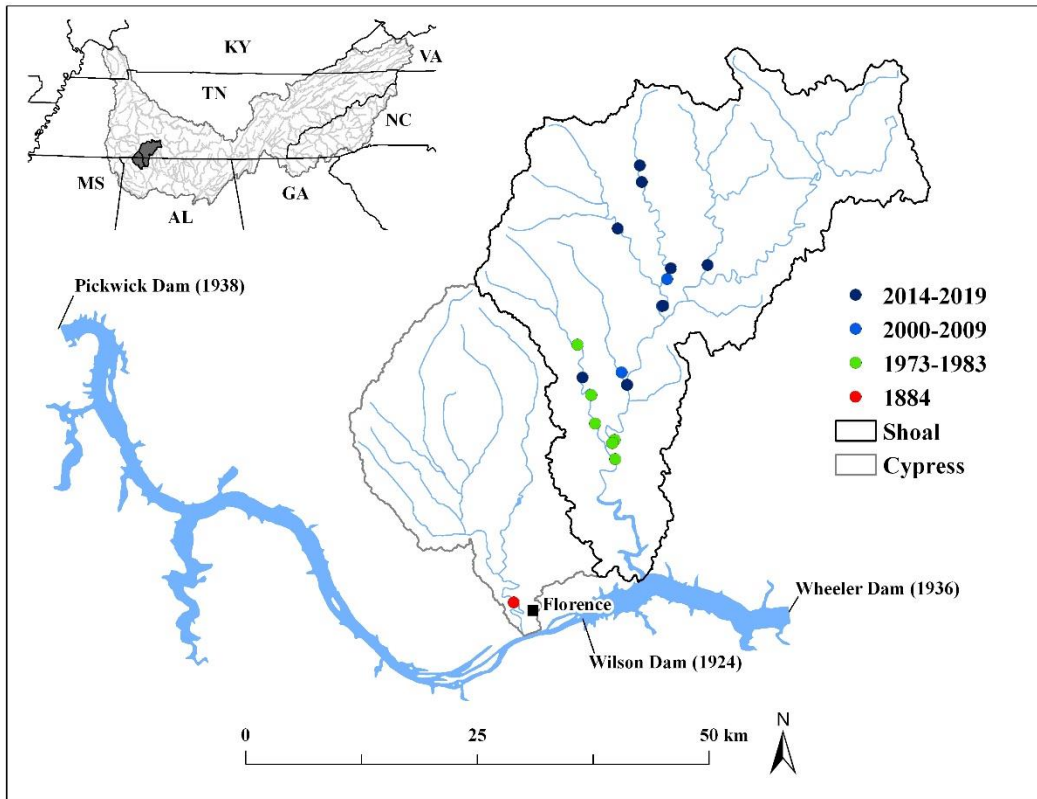 KY
VA
TN
NC
MS
GA
AL
Pickwick Dam (1938)
2014-2019
2000-2009
1973-1983
1884
Shoal
Cypress
Florence
Wheeler Dam (1936)
Wilson Dam (1924)
0 25 50 km
N